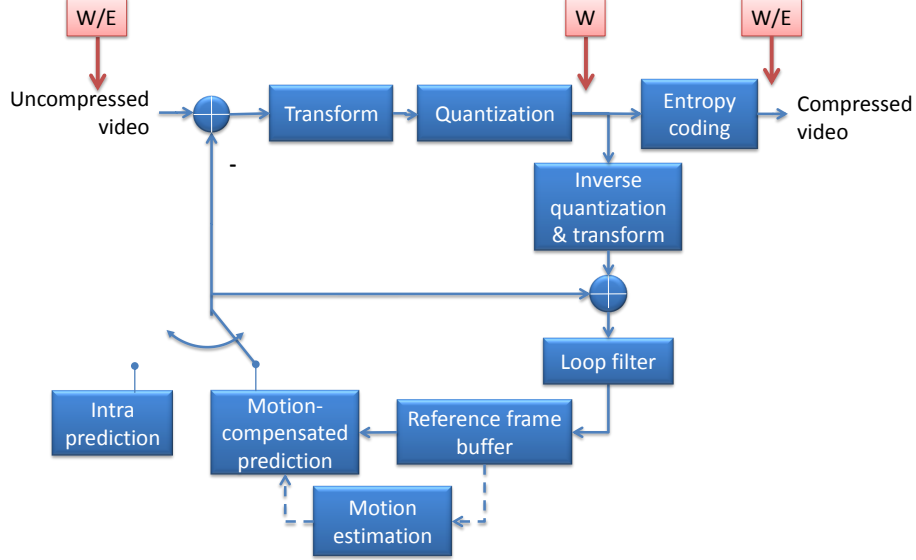 W/E
W
W/E
Uncompressed
video
Transform
Quantization
Entropy
coding
Compressed
video
-
Inverse
quantization
& transform
Loop filter
Intra
prediction
Motion-
compensated
prediction
Reference frame
buffer
Motion
estimation